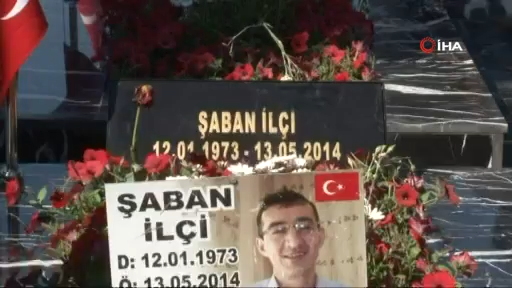 İHA
ŞABAN İLÇİ
12.01.1973 - 13.05.2014
ŞABAN
İLÇİ
D: 12.01.1973
Ö: 13.05.2014